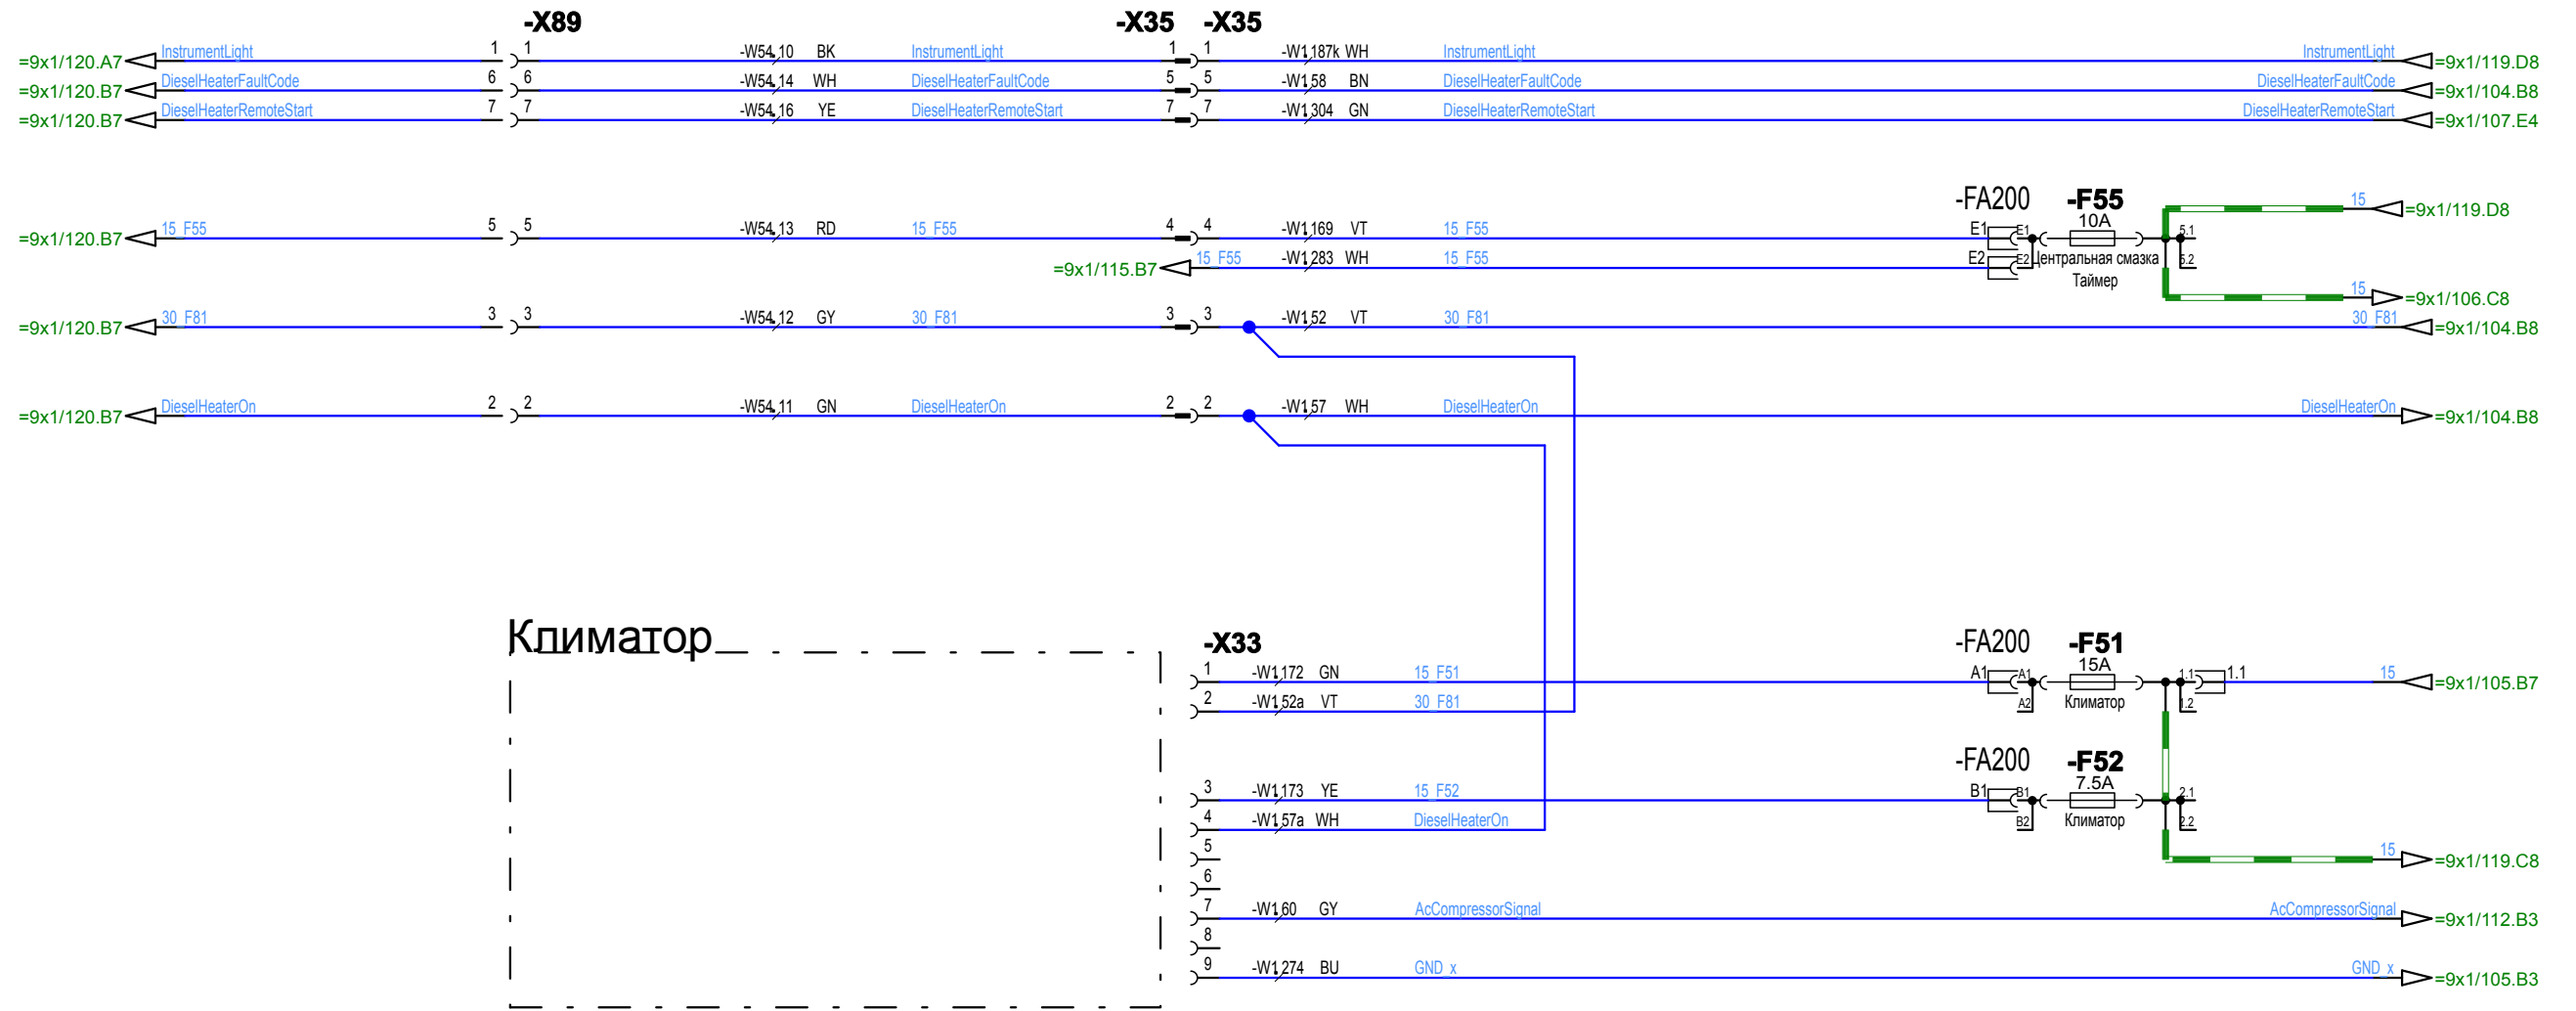 -X89 -X35 -X35
=9x1/120.A7 InstrumentLight 1 1 -W54.10 BK InstrumentLight 1 1 -W1.187k WH InstrumentLight InstrumentLight =9x1/119.D8
=9x1/120.B7 DieselHeaterFaultCode 6 6 -W54.14 WH DieselHeaterFaultCode 5 5 -W1.58 BN DieselHeaterFaultCode DieselHeaterFaultCode =9x1/104.B8
=9x1/120.B7 DieselHeaterRemoteStart 7 7 -W54.16 YE DieselHeaterRemoteStart 7 7 -W1.304 GN DieselHeaterRemoteStart DieselHeaterRemoteStart =9x1/107.E4
-FA200 -F55 15 =9x1/119.D8
=9x1/120.B7 15_F55 5 5 -W54.13 RD 15_F55 4 4 -W1.169 VT 15_F55 E1 E1 10A 5.1
=9x1/115.B7 15_F55 -W1.283 WH 15_F55 E2 E2 Центральная смазка 5.2
Таймер
15 =9x1/106.C8
=9x1/120.B7 30_F81 3 3 -W54.12 GY 30_F81 3 3 -W1.52 VT 30_F81 30_F81 =9x1/104.B8
=9x1/120.B7 DieselHeaterOn 2 2 -W54.11 GN DieselHeaterOn 2 2 -W1.57 WH DieselHeaterOn DieselHeaterOn =9x1/104.B8
Климатор -X33 -FA200 -F51
1 -W1.172 GN 15_F51 A1 A1 15A 1.1 1.1 15 =9x1/105.B7
2 -W1.52a VT 30_F81 A2 Климатор 1.2
-FA200 -F52
3 -W1.173 YE 15_F52 B1 B1 7.5A 2.1
4 -W1.57a WH DieselHeaterOn B2 Климатор 2.2
5 15 =9x1/119.C8
6
7 -W1.60 GY AcCompressorSignal AcCompressorSignal =9x1/112.B3
8
9 -W1.274 BU GND_x GND_x =9x1/105.B3